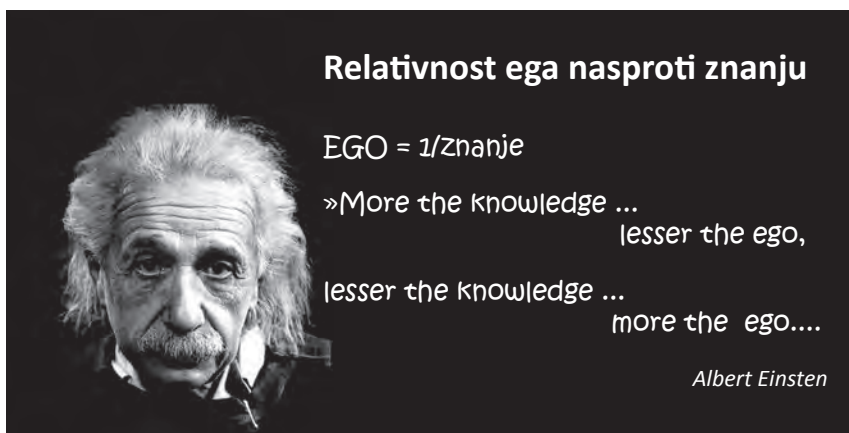 Relativnost ega nasproti znanju
EGO = 1/znanje
»More the knowledge ...
lesser the ego,
lesser the knowledge ...
more the ego....
Albert Einsten